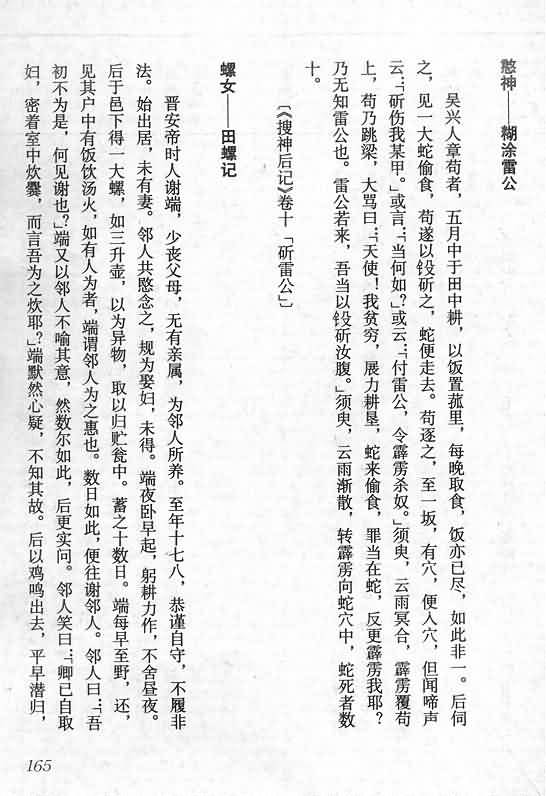 憨神——糊涂雷公
吴兴人章苟者，五月中于田中耕，以饭置菰里，每晚取食，饭亦已尽，如此非一。后伺
之，见一大蛇偷食，苟遂以钗斫之，蛇便走去。苟逐之，至一坂，有穴，便入穴，但闻啼声
云：“斫伤我某甲。”或言：“当何如？”或云：“付雷公，令霹雳杀奴。”须臾，云雨冥合，霹雳覆苟
上，苟乃跳梁，大骂曰：“天使！我贫穷，展力耕垦，蛇来偷食，罪当在蛇，反更霹雳我耶？
乃无知雷公也。雷公若来，吾当以钗斫汝腹。”须臾，云雨渐散，转霹雳向蛇穴中，蛇死者数
十。
〔《搜神后记》卷十「斫雷公」〕
螺女——田螺记
晋安帝时人谢端，少丧父母，无有亲属，为邻人所养。至年十七八，恭谨自守，不履非
法。始出居，未有妻。邻人共愍念之，规为娶妇，未得。端夜卧早起，躬耕力作，不舍昼夜。
后于邑下得一大螺，如三升壶，以为异物，取以归贮瓮中。蓄之十数日。端每早至野，还，
见其户中有饭饮汤火，如有人为者，端谓邻人为之惠也。数日如此，便往谢邻人。邻人曰：“吾
初不为是，何见谢也？”端又以邻人不喻其意，然数尔如此，后更实问。邻人笑曰：“卿已自取
妇，密着室中炊爨，而言吾为之炊耶？”端默然心疑，不知其故。后以鸡鸣出去，平早潜归，
165